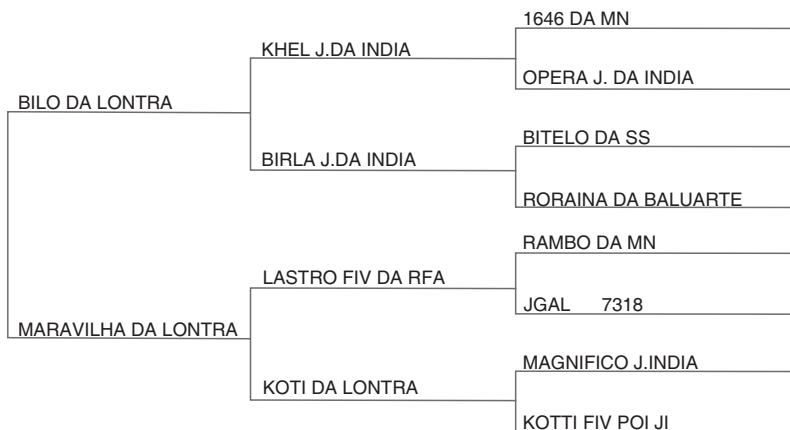 1646 DA MN
KHEL J.DA INDIA
OPERA J. DA INDIA
BILO DA LONTRA
BITELO DA SS
BIRLA J.DA INDIA
RORAINA DA BALUARTE
RAMBO DA MN
LASTRO FIV DA RFA
JGAL 7318
MARAVILHA DA LONTRA
MAGNIFICO J.INDIA
KOTI DA LONTRA
KOTTI FIV POI JI